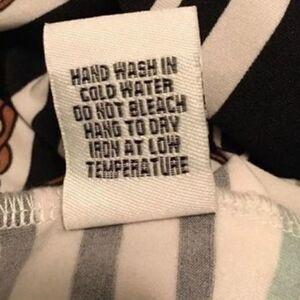 HAND WASH IN
COLD WATER
DO NOT BLEACH
HANG TO DRY
IRON AT LOW
TEMPERATURE